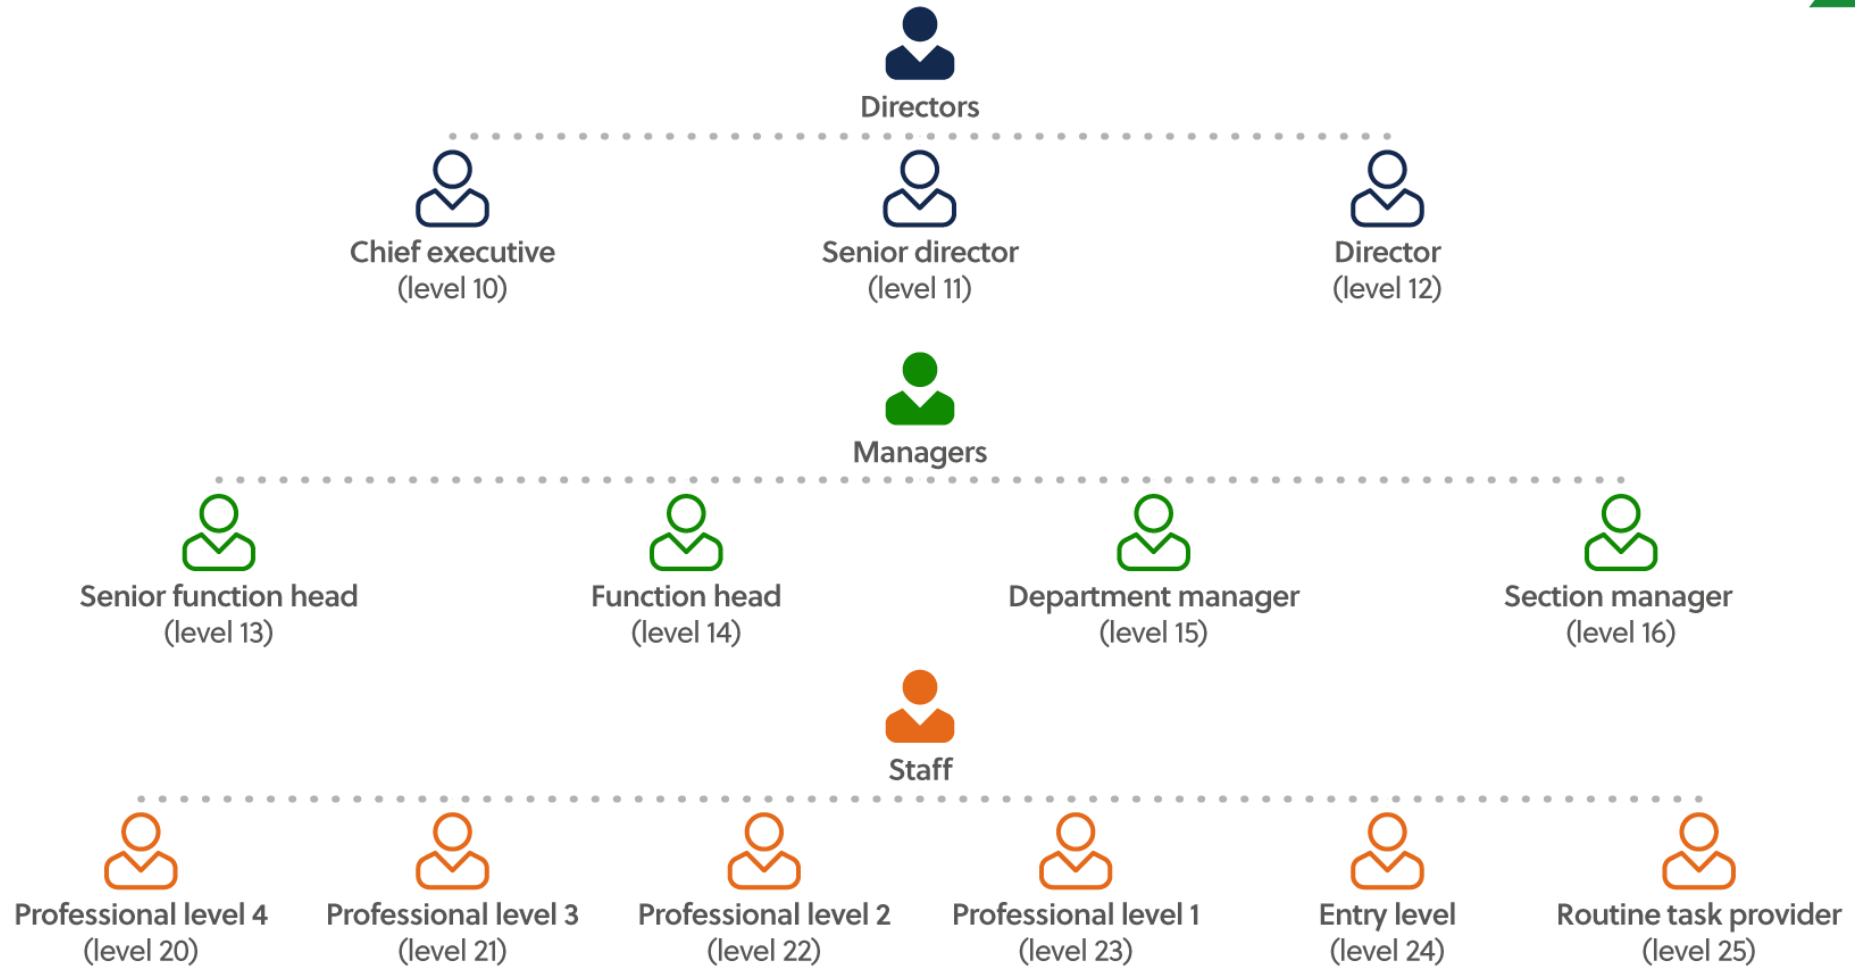 Directors
Chief executive
(level 10)
Senior director
(level 11)
Director
(level 12)
Managers
Senior function head
(level 13)
Function head
(level 14)
Department manager
(level 15)
Section manager
(level 16)
Staff
Professional level 4
(level 20)
Professional level 3
(level 21)
Professional level 2
(level 22)
Professional level 1
(level 23)
Entry level
(level 24)
Routine task provider
(level 25)